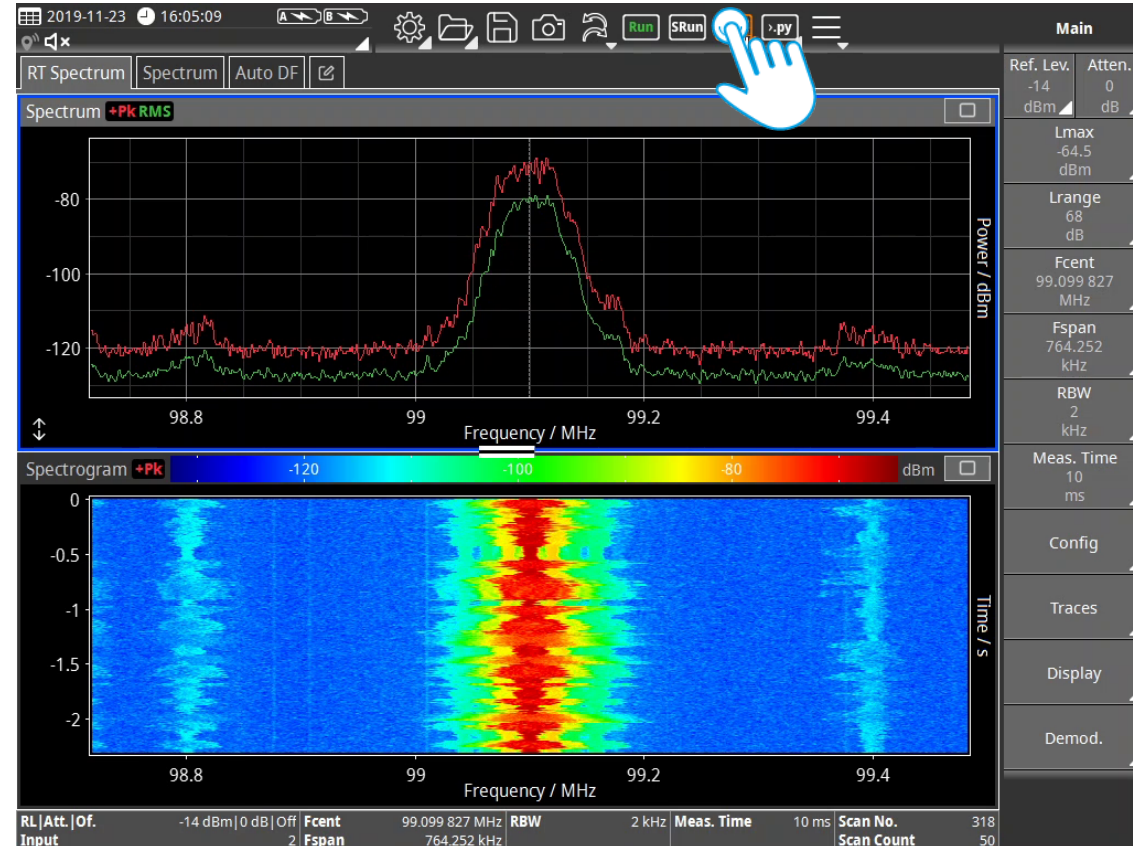 2019-11-23 16:05:09 A B
Run SRun >.py
Main
RT Spectrum Spectrum Auto DF
Ref. Lev. Atten.
-14 0
dBm dB
Spectrum +Pk RMS
Lmax
-64.5
dBm
Lrange
68
dB
Fcent
99.099 827
MHz
Fspan
764.252
kHz
RBW
2
kHz
Meas. Time
10
ms
Config
Traces
Display
Demod.
-80
-100
-120
Power / dBm
98.8 99 99.2 99.4
Frequency / MHz
Spectrogram +Pk -120 -100 -80 dBm
0
-0.5
-1
-1.5
-2
Time / s
98.8 99 99.2 99.4
Frequency / MHz
RL|Att.|Of. -14 dBm|0 dB|Off Fcent 99.099 827 MHz RBW 2 kHz Meas. Time 10 ms Scan No. 318
Input 2 Fspan 764.252 kHz Scan Count 50